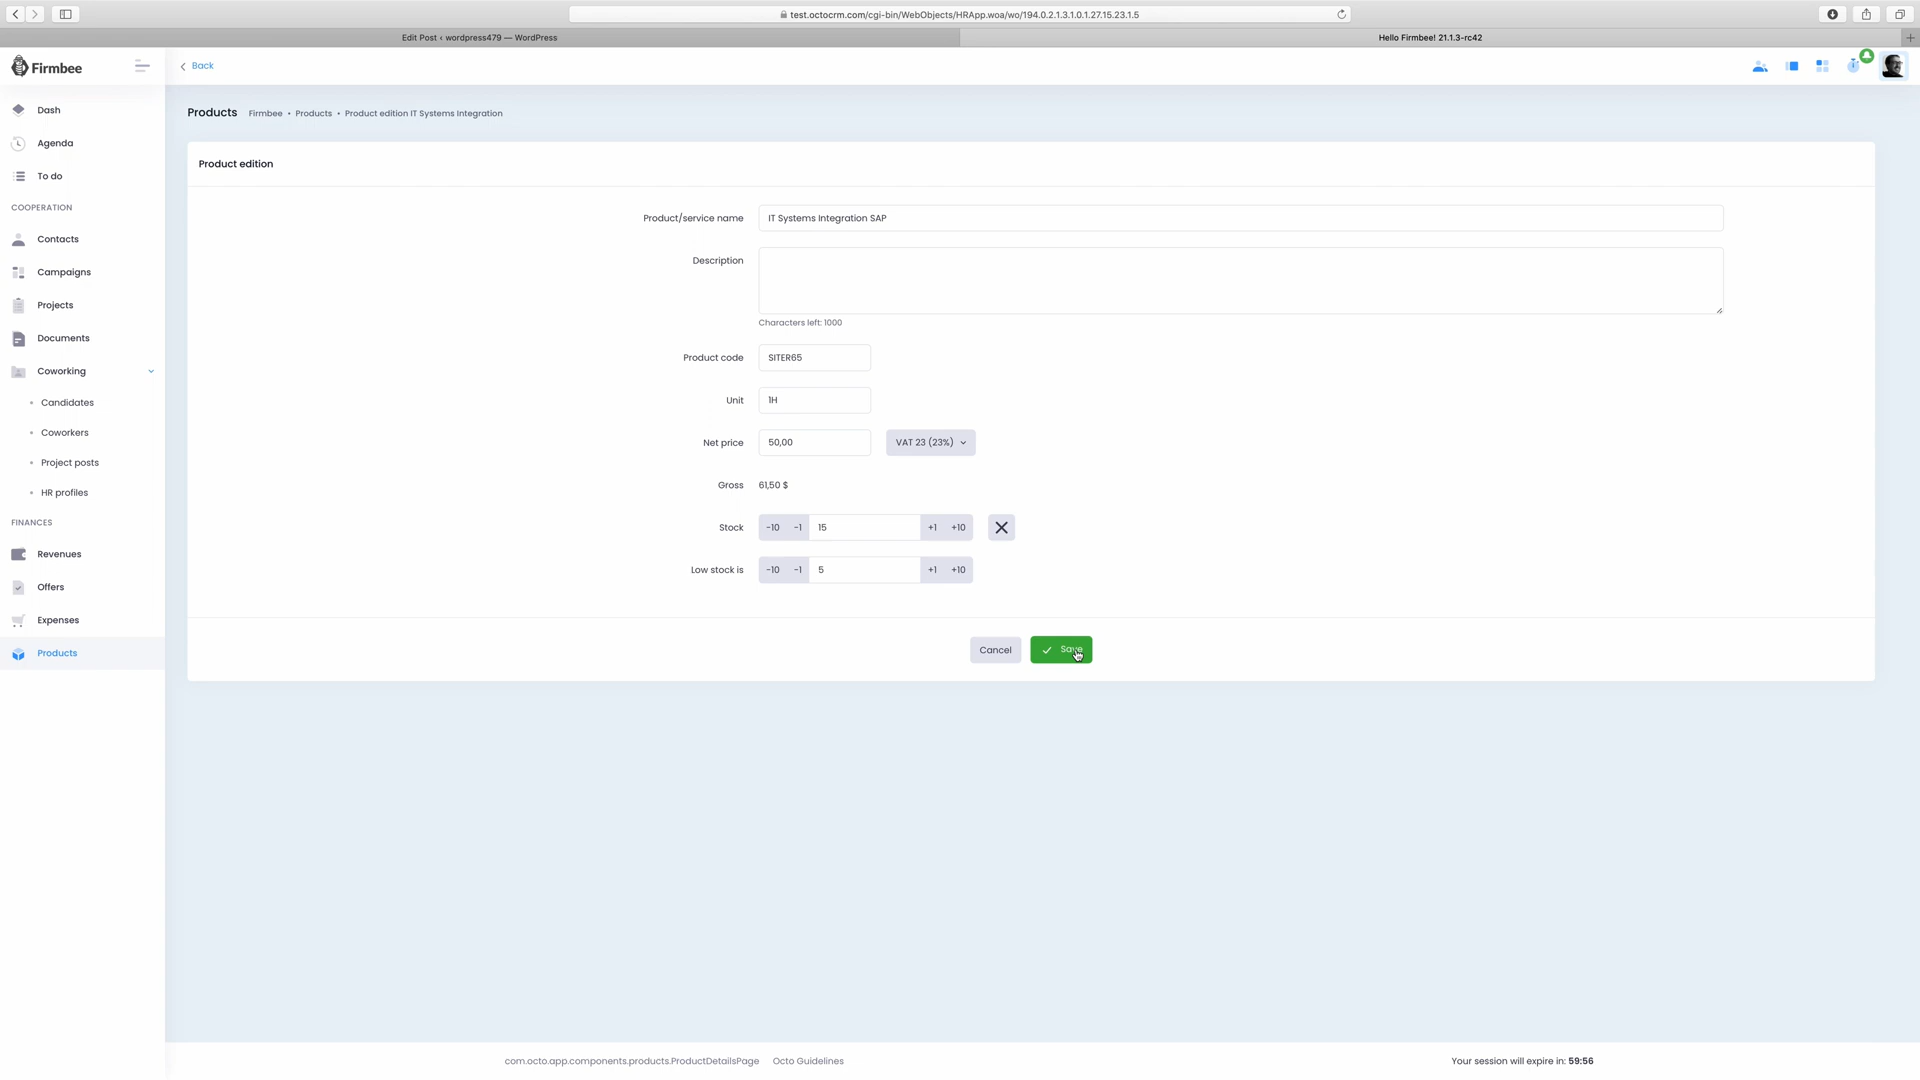 test.octocrm.com/cgi-bin/WebObjects/HRApp.woa/wo/194.0.2.1.3.1.0.1.27.15.23.1.5
Edit Post ‹ wordpress479 — WordPress
Hello Firmbee! 21.1.3-rc42
Firmbee
Back
Dash
Agenda
To do
COOPERATION
Contacts
Campaigns
Projects
Documents
Coworking
Candidates
Coworkers
Project posts
HR profiles
FINANCES
Revenues
Offers
Expenses
Products
Products Firmbee • Products • Product edition IT Systems Integration
Product edition
Product/service name IT Systems Integration SAP
Description
Characters left: 1000
Product code SITER65
Unit 1H
Net price 50,00 VAT 23 (23%)
Gross 61,50 $
Stock -10 -1 15 +1 +10
Low stock is -10 -1 5 +1 +10
Cancel Save
com.octo.app.components.products.ProductDetailsPage Octo Guidelines
Your session will expire in: 59:56